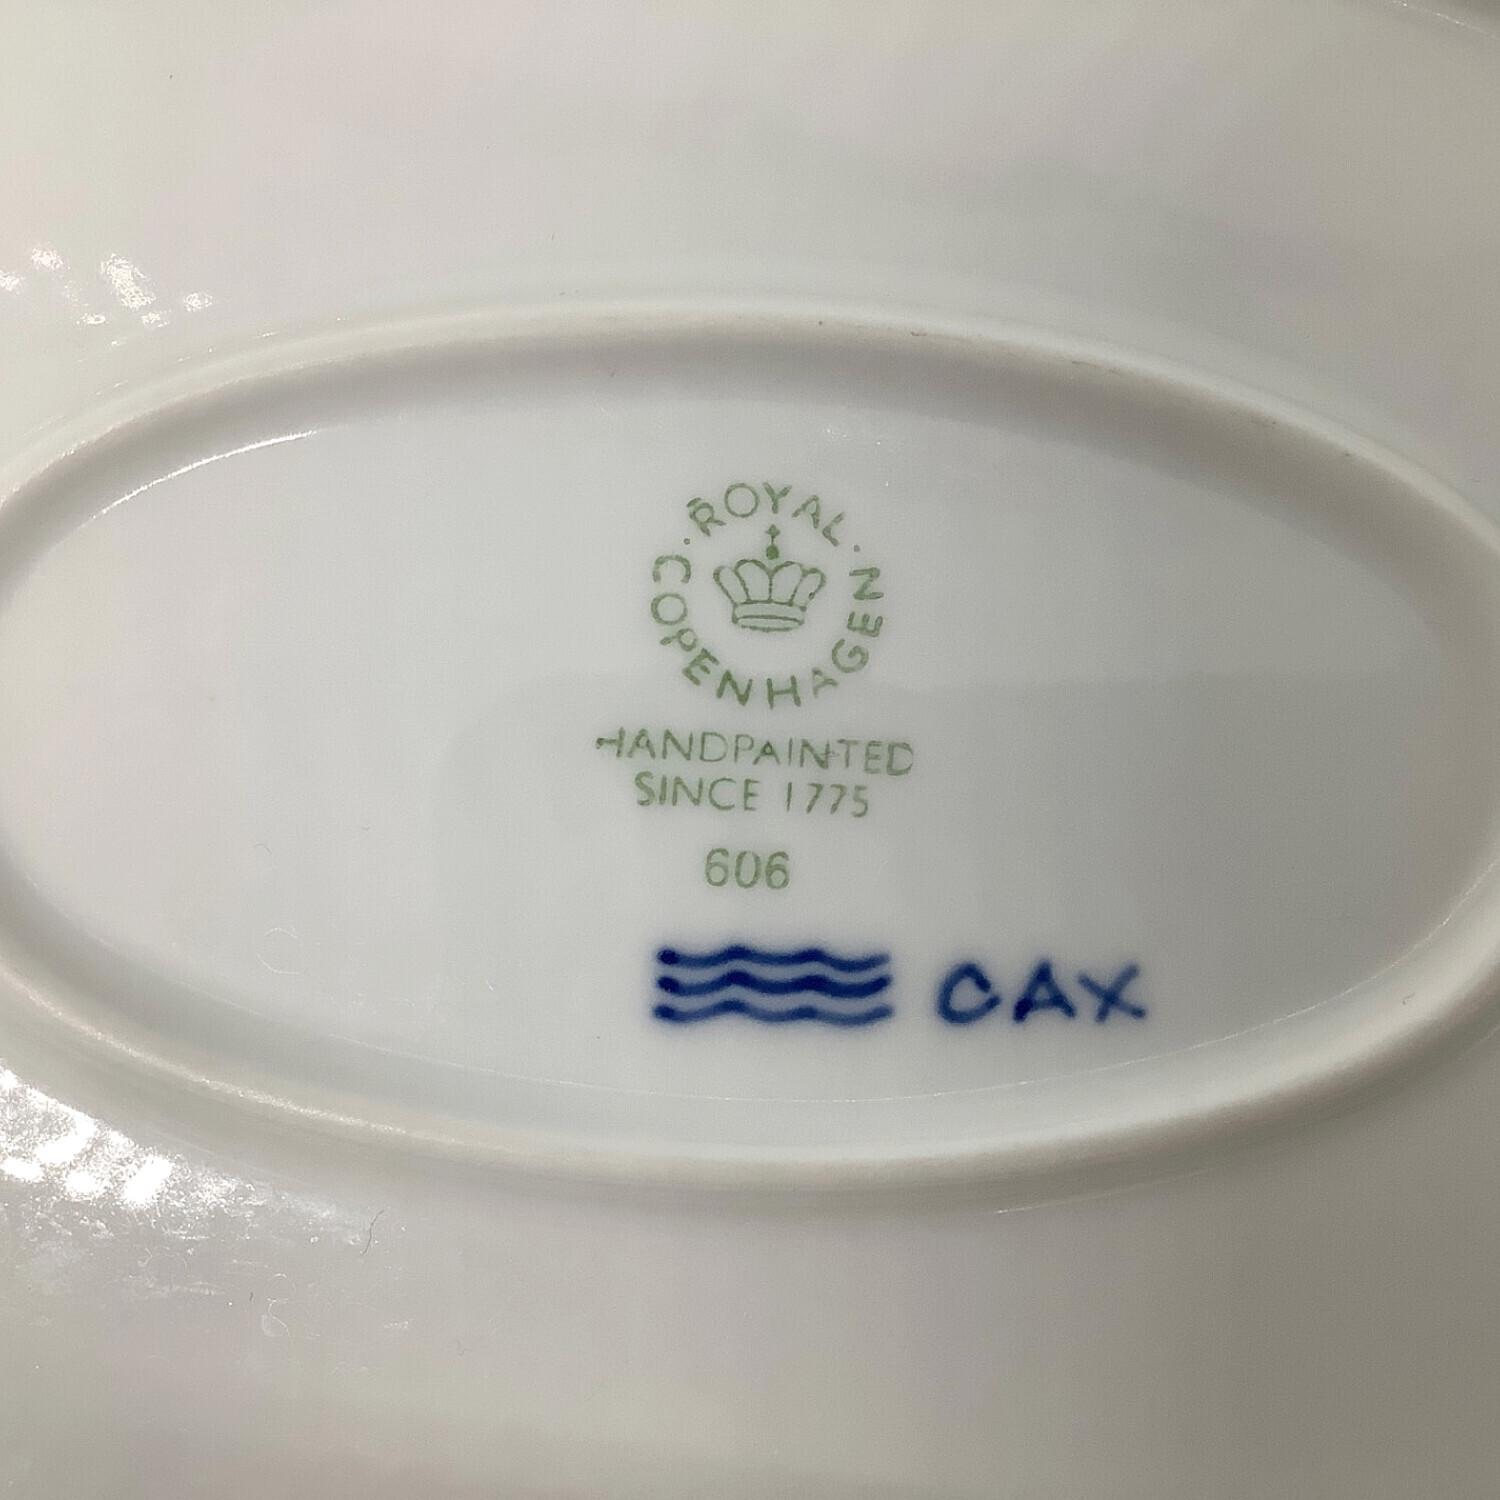 ROYAL
COPENHAGEN
HANDPAINTED
SINCE 1775
606
CAX